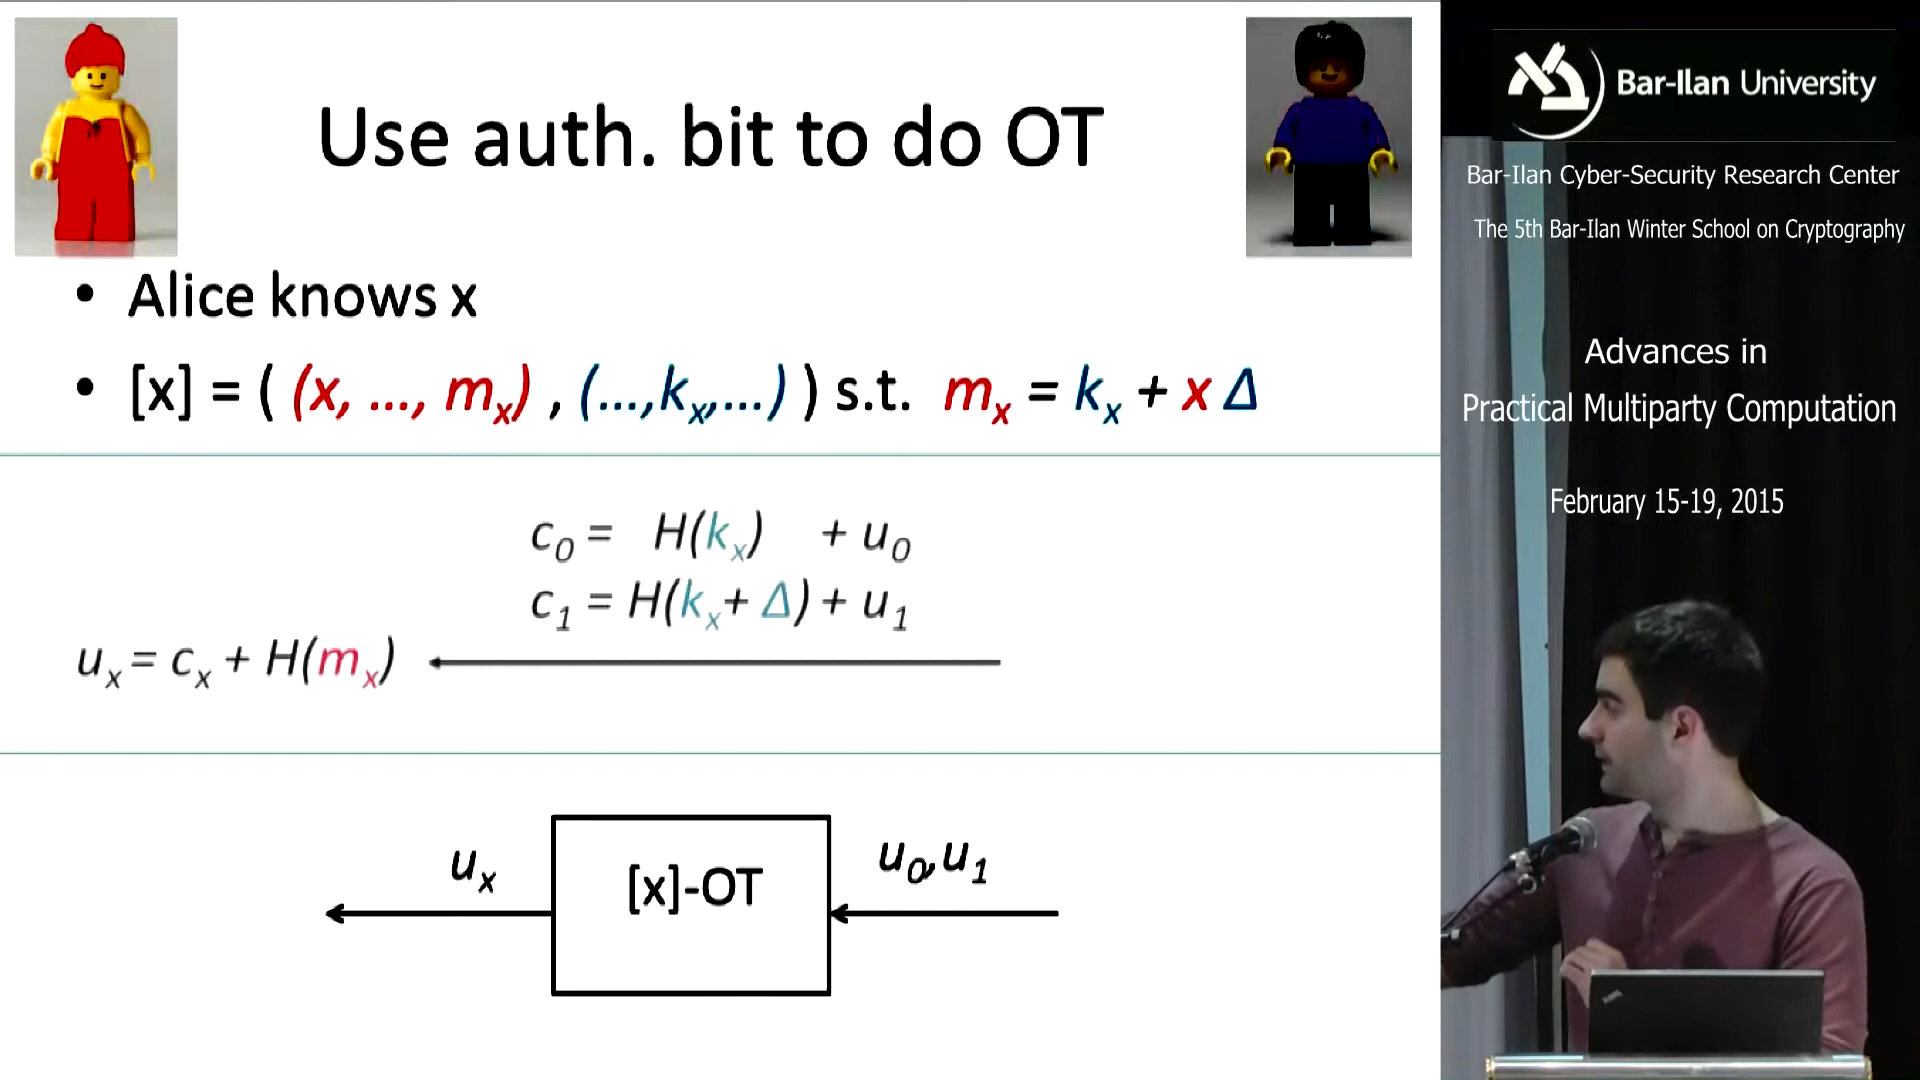 Use auth. bit to do OT
• Alice knows x
• [x] = ( (x, ..., mₓ) , (...,kₓ,...) ) s.t. mₓ = kₓ + x Δ
c₀ = H(kₓ) + u₀
c₁ = H(kₓ+ Δ) + u₁
uₓ = cₓ + H(mₓ)
uₓ
[x]-OT
u₀,u₁
Bar-Ilan University
Bar-Ilan Cyber-Security Research Center
The 5th Bar-Ilan Winter School on Cryptography
Advances in
Practical Multiparty Computation
February 15-19, 2015